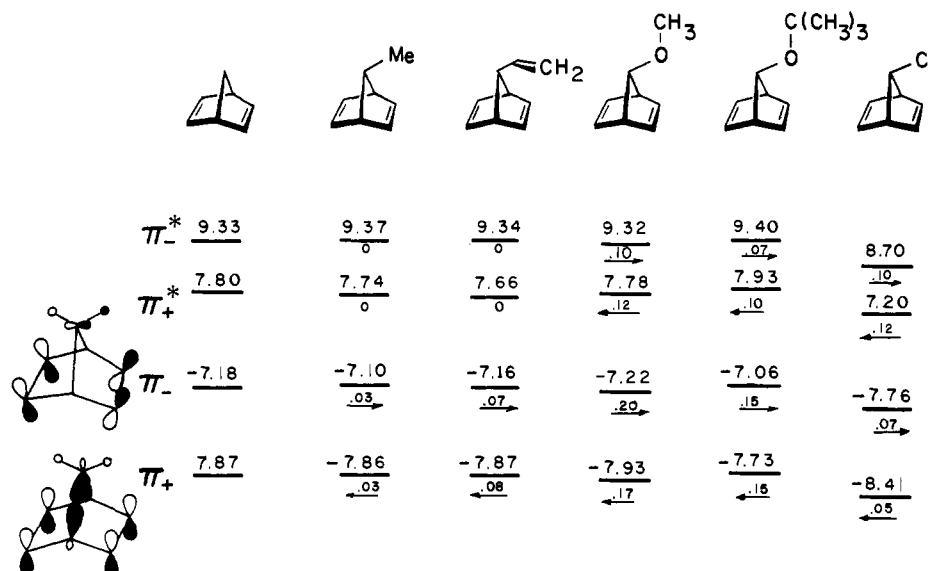 C(CH₃)₃
CH₃
O
O
Me
CH₂
C
π₋* 9.33 9.37 9.34 9.32 9.40
0 0 .10 .07
8.70
.10
π₊* 7.80 7.74 7.66 7.78 7.93
0 0 .12 .10
7.20
.12
π₋ -7.18 -7.10 -7.16 -7.22 -7.06
.03 .07 .20 .15
-7.76
.07
π₊ 7.87 -7.86 -7.87 -7.93 -7.73
.03 .08 .17 .15
-8.41
.05